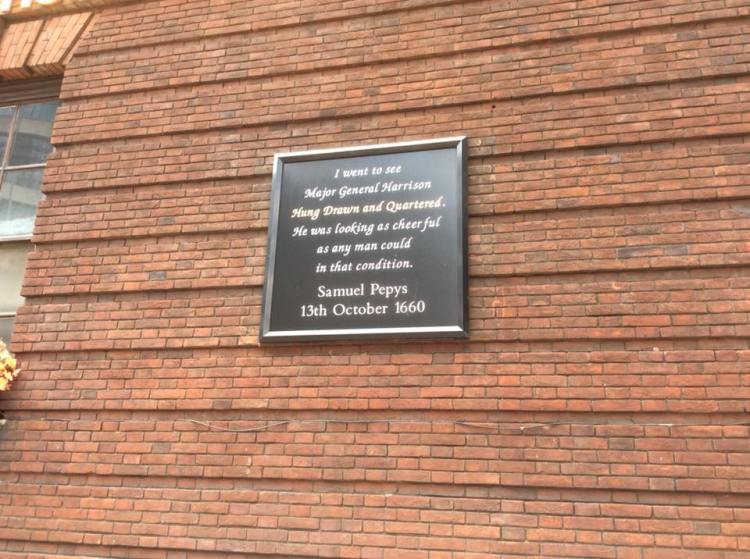 I went to see
Major General Harrison
Hung Drawn and Quartered.
He was looking as cheerful
as any man could
in that condition.
Samuel Pepys
13th October 1660